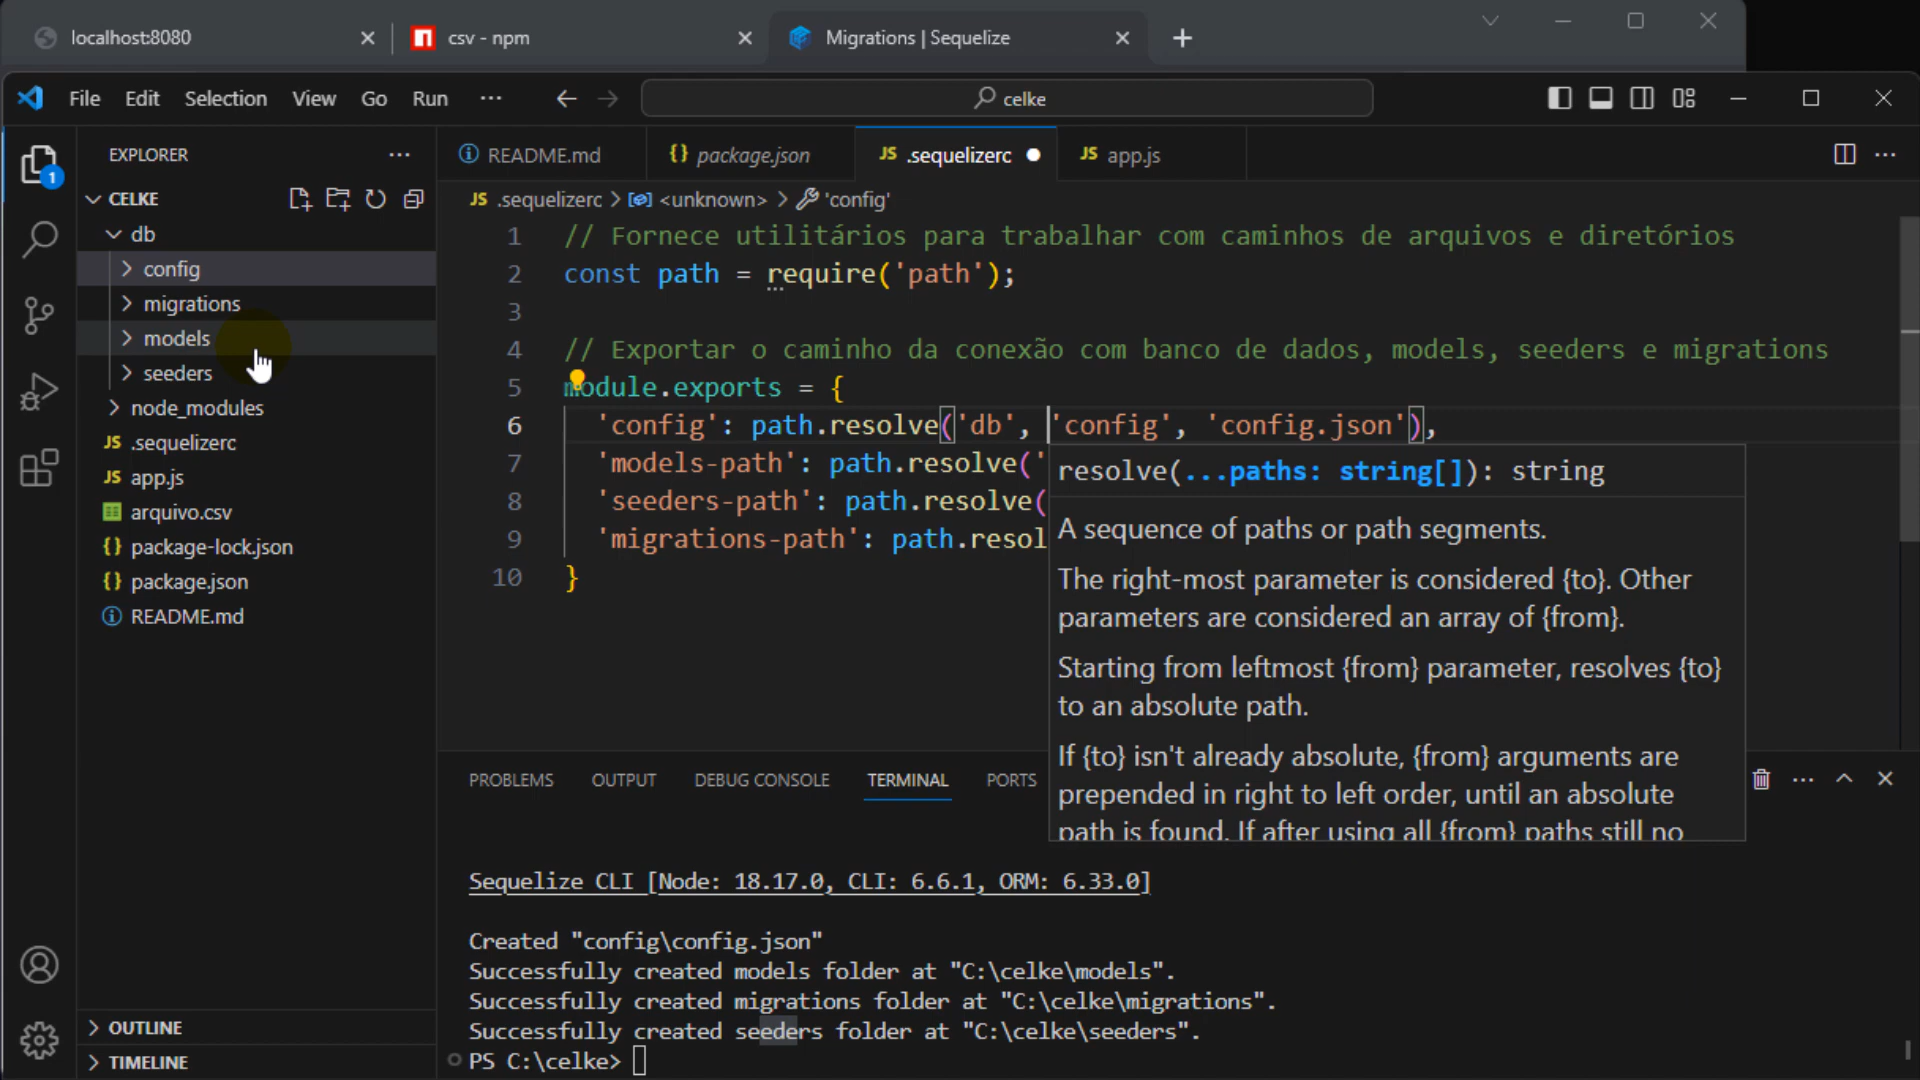 localhost:8080
csv - npm
Migrations | Sequelize
File Edit Selection View Go Run ···
celke
EXPLORER
1
CELKE
db
config
migrations
models
seeders
node_modules
JS .sequelizerc
JS app.js
arquivo.csv
{} package-lock.json
{} package.json
README.md
OUTLINE
TIMELINE
README.md
{} package.json
JS .sequelizerc
JS app.js
JS .sequelizerc > <unknown> > 'config'
1 // Fornece utilitários para trabalhar com caminhos de arquivos e diretórios
2 const path = require('path');
3
4 // Exportar o caminho da conexão com banco de dados, models, seeders e migrations
5 module.exports = {
6 'config': path.resolve('db', 'config', 'config.json'),
7 'models-path': path.resolve('
8 'seeders-path': path.resolve(
9 'migrations-path': path.resol
10 }
resolve(...paths: string[]): string
A sequence of paths or path segments.
The right-most parameter is considered {to}. Other
parameters are considered an array of {from}.
Starting from leftmost {from} parameter, resolves {to}
to an absolute path.
If {to} isn't already absolute, {from} arguments are
prepended in right to left order, until an absolute
path is found. If after using all {from} paths still no
PROBLEMS OUTPUT DEBUG CONSOLE TERMINAL PORTS
Sequelize CLI [Node: 18.17.0, CLI: 6.6.1, ORM: 6.33.0]
Created "config\config.json"
Successfully created models folder at "C:\celke\models".
Successfully created migrations folder at "C:\celke\migrations".
Successfully created seeders folder at "C:\celke\seeders".
PS C:\celke>